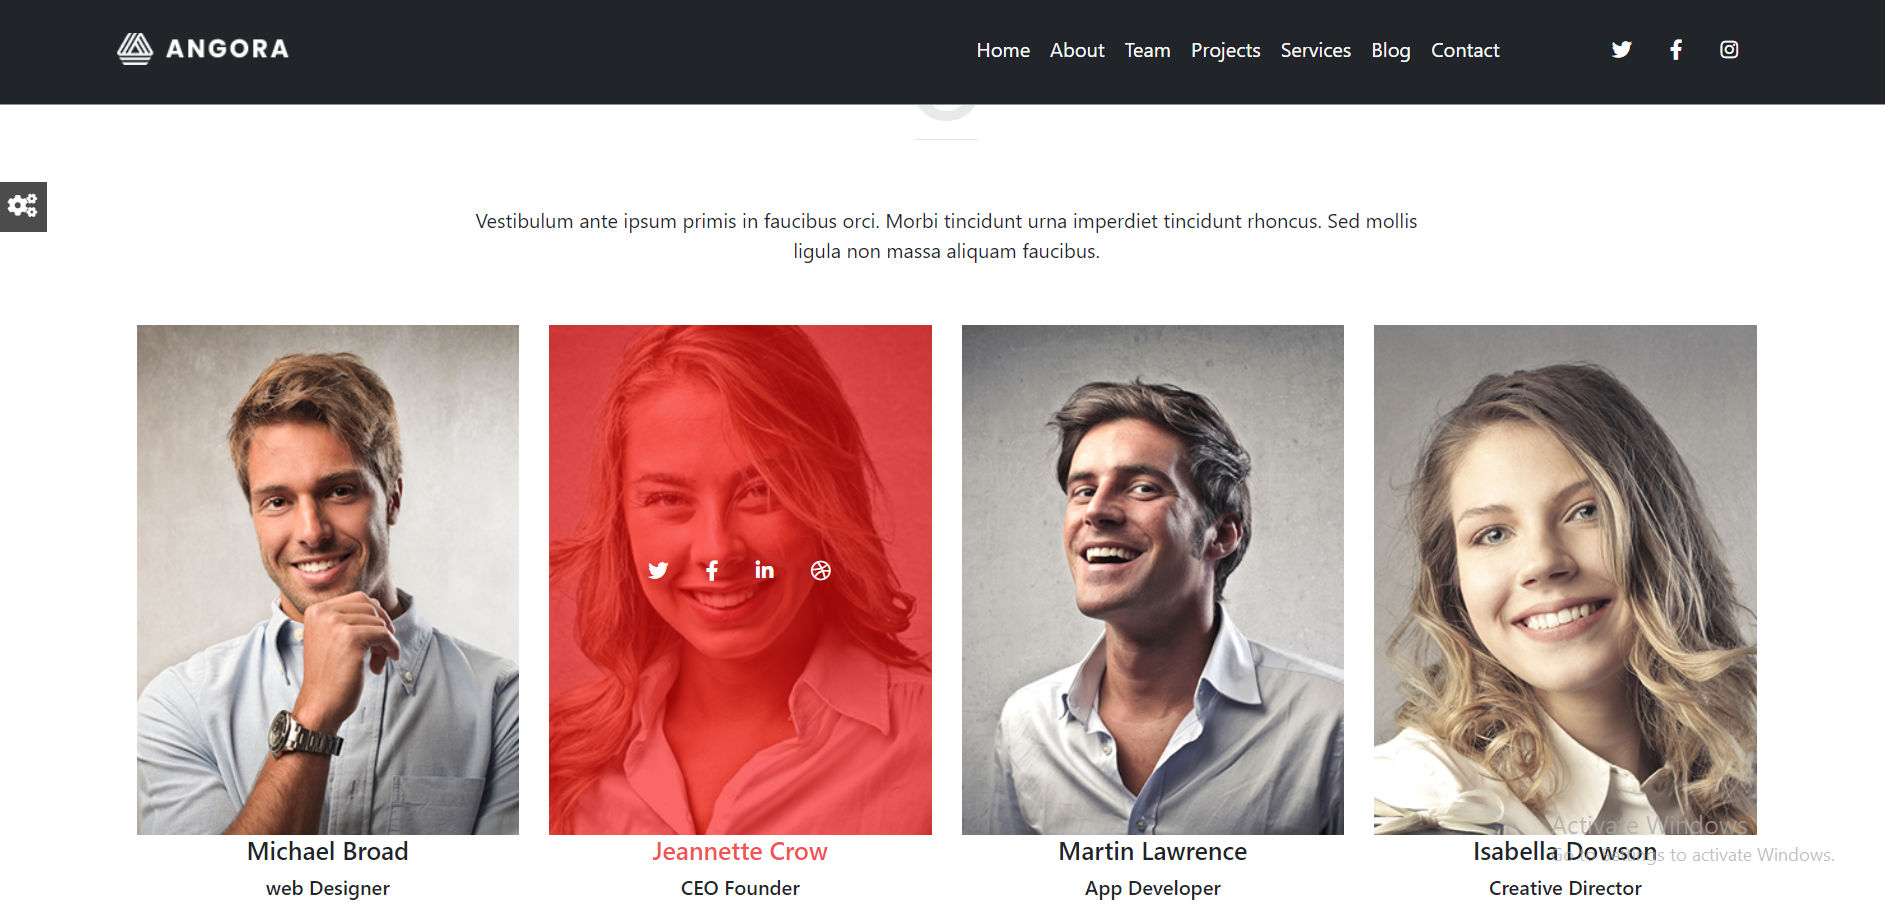 ANGORA
Home About Team Projects Services Blog Contact
Vestibulum ante ipsum primis in faucibus orci. Morbi tincidunt urna imperdiet tincidunt rhoncus. Sed mollis
ligula non massa aliquam faucibus.
Michael Broad
web Designer
Jeannette Crow
CEO Founder
Martin Lawrence
App Developer
Isabella Dowson
Creative Director
Activate Windows
Go to Settings to activate Windows.